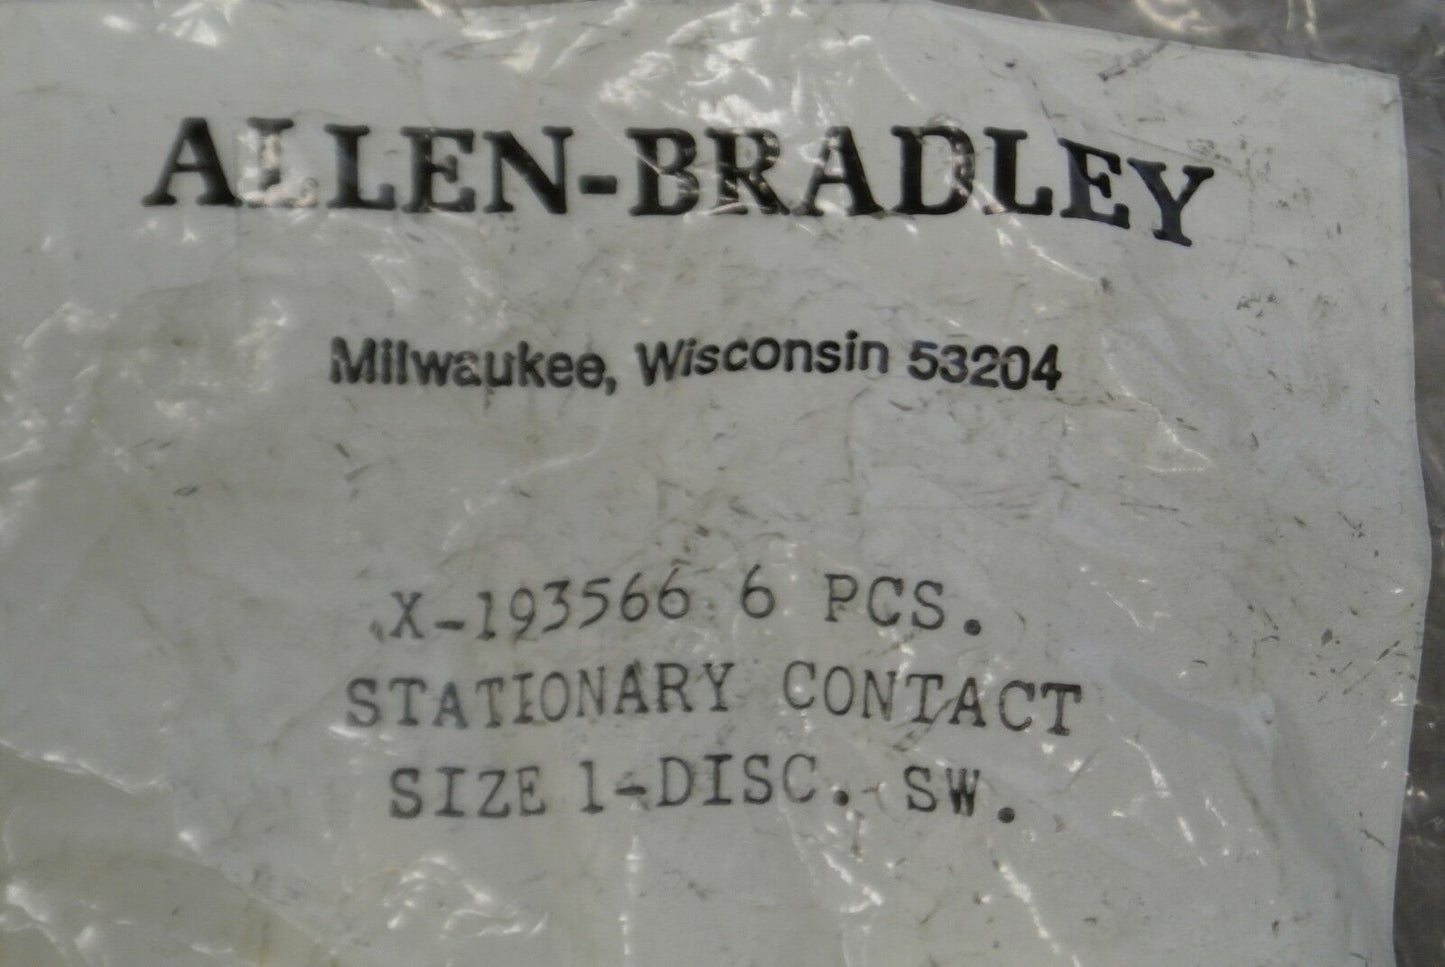 ALLEN-BRADLEY
Milwaukee, Wisconsin 53204
X-193566 6 PCS.
STATIONARY CONTACT
SIZE 1-DISC. SW.